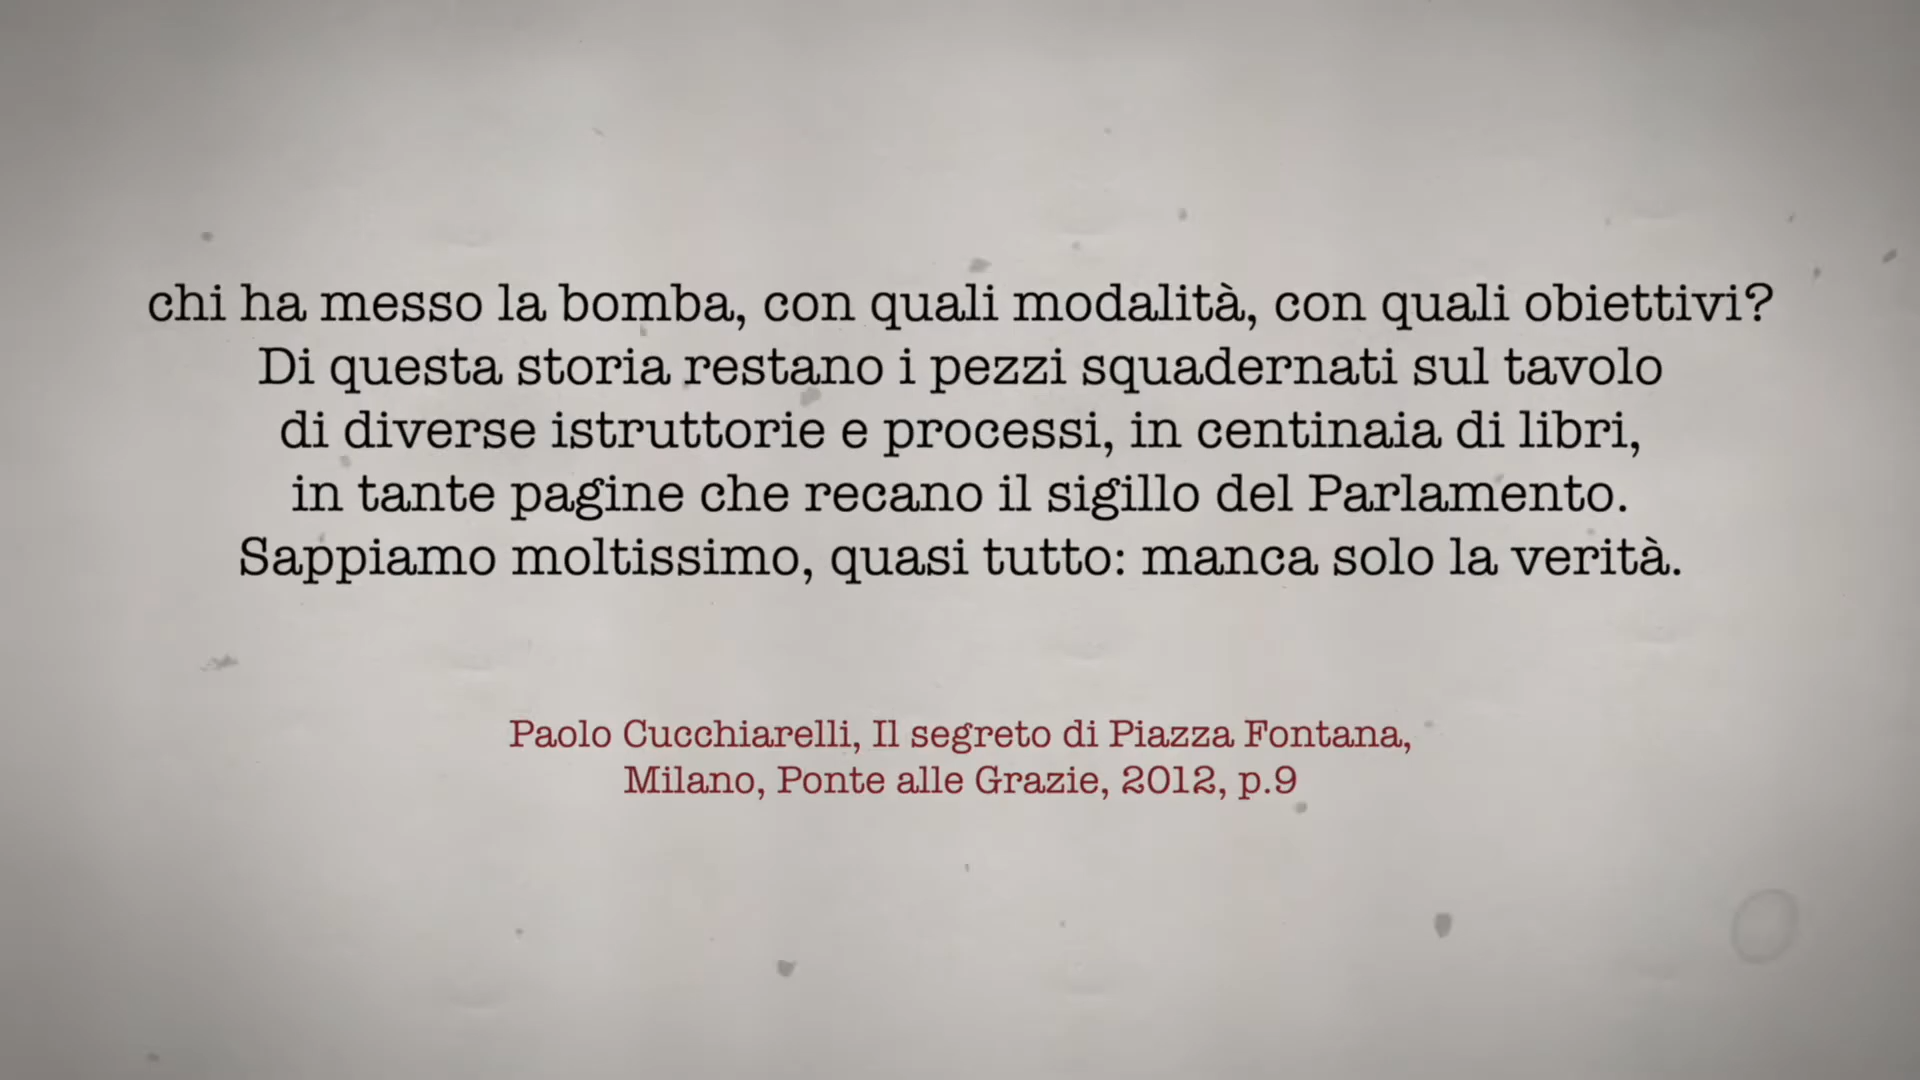 chi ha messo la bomba, con quali modalità, con quali obiettivi?
Di questa storia restano i pezzi squadernati sul tavolo
di diverse istruttorie e processi, in centinaia di libri,
in tante pagine che recano il sigillo del Parlamento.
Sappiamo moltissimo, quasi tutto: manca solo la verità.
Paolo Cucchiarelli, Il segreto di Piazza Fontana,
Milano, Ponte alle Grazie, 2012, p.9